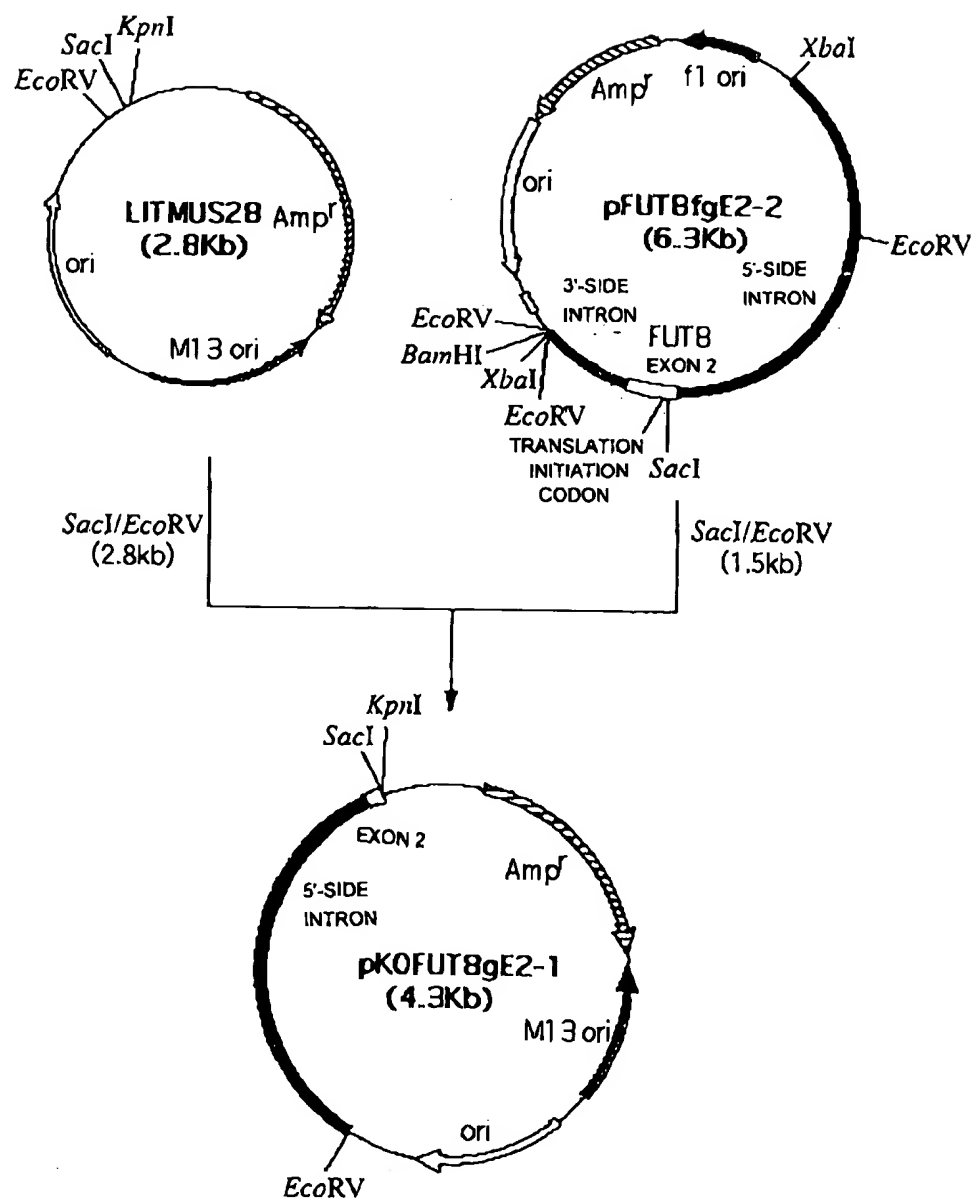 KpnI
SacI
EcoRV
LITMUS28
(2.8Kb)
Ampr
ori
M13 ori
XbaI
f1 ori
Ampr
ori
pFUT8fgE2-2
(6.3Kb)
EcoRV
5'-SIDE
INTRON
3'-SIDE
INTRON
FUT8
EXON 2
EcoRV
BamHI
XbaI
EcoRV
TRANSLATION
INITIATION
CODON
SacI
SacI/EcoRV
(2.8kb)
SacI/EcoRV
(1.5kb)
KpnI
SacI
EXON 2
Ampr
5'-SIDE
INTRON
pKOFUT8gE2-1
(4.3Kb)
M13 ori
ori
EcoRV